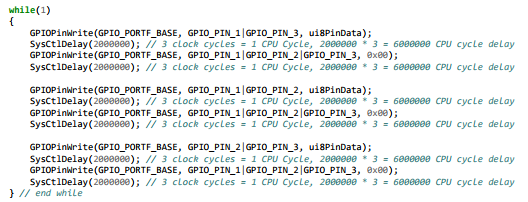 while(1)
{
GPIOPinWrite(GPIO_PORTF_BASE, GPIO_PIN_1|GPIO_PIN_3, ui8PinData);
SysCtlDelay(2000000); // 3 clock cycles = 1 CPU Cycle, 2000000 * 3 = 6000000 CPU cycle delay
GPIOPinWrite(GPIO_PORTF_BASE, GPIO_PIN_1|GPIO_PIN_2|GPIO_PIN_3, 0x00);
SysCtlDelay(2000000); // 3 clock cycles = 1 CPU Cycle, 2000000 * 3 = 6000000 CPU cycle delay
GPIOPinWrite(GPIO_PORTF_BASE, GPIO_PIN_1|GPIO_PIN_2, ui8PinData);
SysCtlDelay(2000000); // 3 clock cycles = 1 CPU Cycle, 2000000 * 3 = 6000000 CPU cycle delay
GPIOPinWrite(GPIO_PORTF_BASE, GPIO_PIN_1|GPIO_PIN_2|GPIO_PIN_3, 0x00);
SysCtlDelay(2000000); // 3 clock cycles = 1 CPU Cycle, 2000000 * 3 = 6000000 CPU cycle delay
GPIOPinWrite(GPIO_PORTF_BASE, GPIO_PIN_2|GPIO_PIN_3, ui8PinData);
SysCtlDelay(2000000); // 3 clock cycles = 1 CPU Cycle, 2000000 * 3 = 6000000 CPU cycle delay
GPIOPinWrite(GPIO_PORTF_BASE, GPIO_PIN_1|GPIO_PIN_2|GPIO_PIN_3, 0x00);
SysCtlDelay(2000000); // 3 clock cycles = 1 CPU Cycle, 2000000 * 3 = 6000000 CPU cycle delay
} // end while